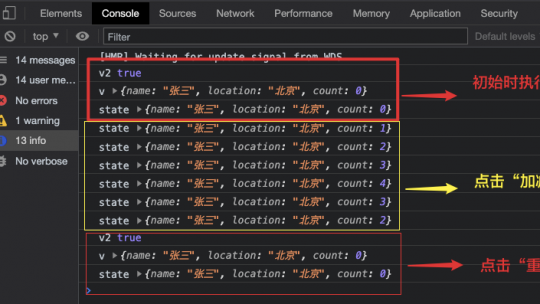 Elements Console Sources Network Performance Memory Application Security
top Filter Default levels
14 messages
14 user me...
No errors
1 warning
13 info
No verbose
[HMR] Waiting for update signal from WDS
v2 true
v ▶{name: "张三", location: "北京", count: 0}
state ▶{name: "张三", location: "北京", count: 0}
初始时执行
state ▶{name: "张三", location: "北京", count: 1}
state ▶{name: "张三", location: "北京", count: 2}
state ▶{name: "张三", location: "北京", count: 3}
state ▶{name: "张三", location: "北京", count: 4}
state ▶{name: "张三", location: "北京", count: 3}
state ▶{name: "张三", location: "北京", count: 2}
点击“加减
v2 true
v ▶{name: "张三", location: "北京", count: 0}
state ▶{name: "张三", location: "北京", count: 0}
点击“重
>